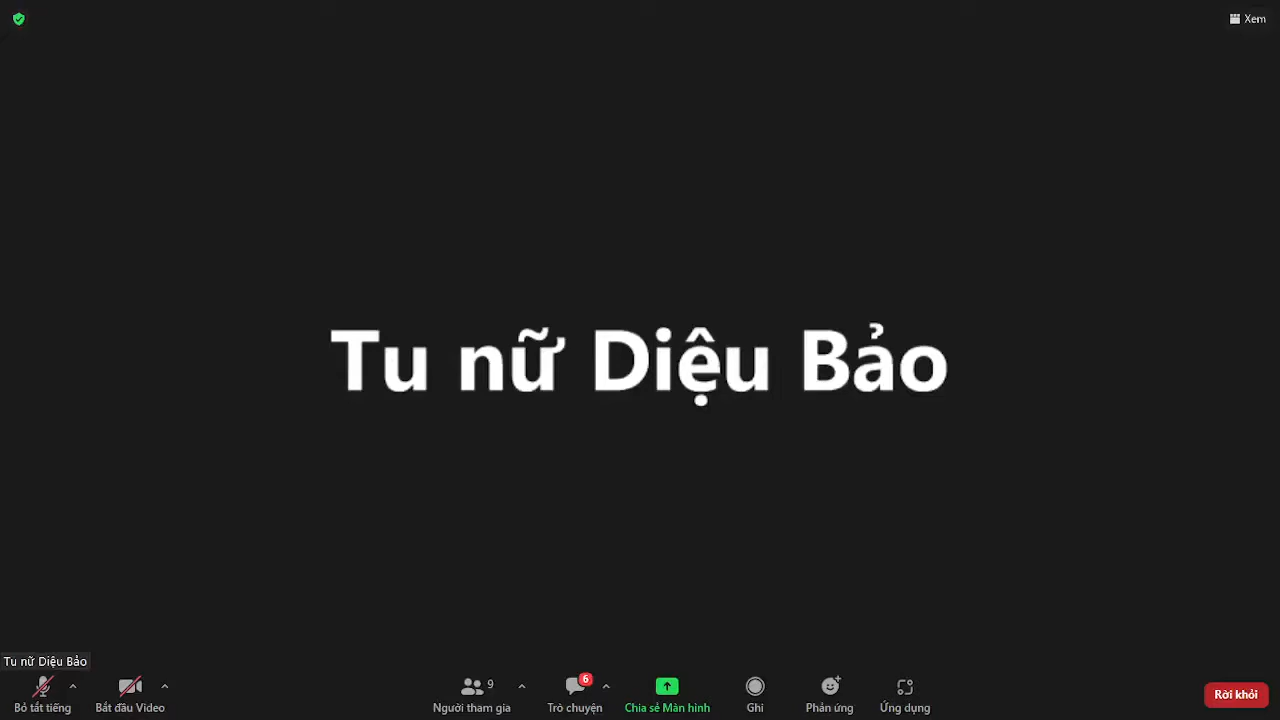 Xem
Tu nữ Diệu Bảo
Tu nữ Diệu Bảo
Bỏ tắt tiếng
Bắt đầu Video
9
Người tham gia
6
Trò chuyện
Chia sẻ Màn hình
Ghi
Phản ứng
Ứng dụng
Rời khỏi